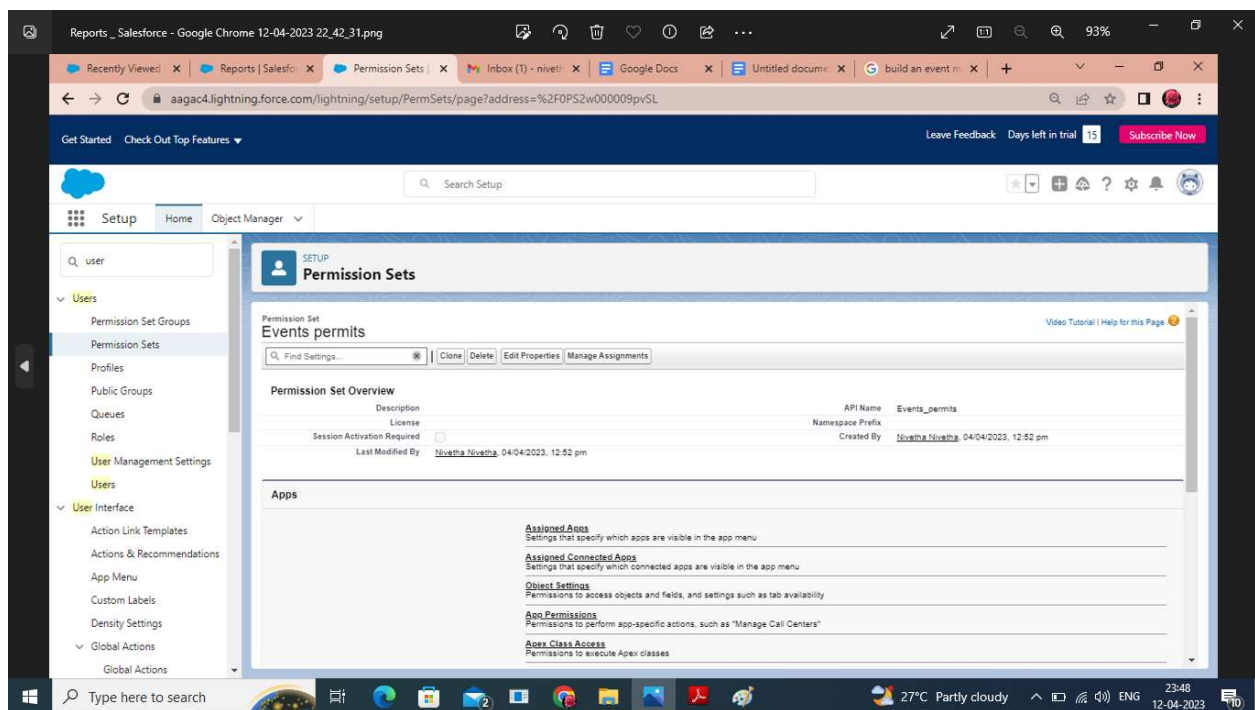 Reports _ Salesforce - Google Chrome 12-04-2023 22_42_31.png
93%
Recently Viewed
Reports | Salesfo
Permission Sets |
Inbox (1) - niveth
Google Docs
Untitled docume
build an event m
aagac4.lightning.force.com/lightning/setup/PermSets/page?address=%2F0PS2w000009pvSL
Get Started Check Out Top Features
Leave Feedback Days left in trial 15 Subscribe Now
Search Setup
Setup Home Object Manager
user
Users
Permission Set Groups
Permission Sets
Profiles
Public Groups
Queues
Roles
User Management Settings
Users
User Interface
Action Link Templates
Actions & Recommendations
App Menu
Custom Labels
Density Settings
Global Actions
Global Actions
SETUP
Permission Sets
Permission Set
Events permits
Video Tutorial | Help for this Page
Find Settings...
Clone Delete Edit Properties Manage Assignments
Permission Set Overview
Description
API Name Events_permits
License
Namespace Prefix
Session Activation Required
Created By Nivetha Nivetha, 04/04/2023, 12:52 pm
Last Modified By Nivetha Nivetha, 04/04/2023, 12:52 pm
Apps
Assigned Apps
Settings that specify which apps are visible in the app menu
Assigned Connected Apps
Settings that specify which connected apps are visible in the app menu
Object Settings
Permissions to access objects and fields, and settings such as tab availability
App Permissions
Permissions to perform app-specific actions, such as "Manage Call Centers"
Apex Class Access
Permissions to execute Apex classes
Type here to search
27°C Partly cloudy
ENG
23:48
12-04-2023